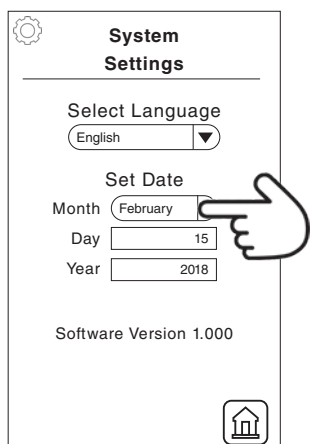 System
Settings
Select Language
English
Set Date
Month February
Day 15
Year 2018
Software Version 1.000